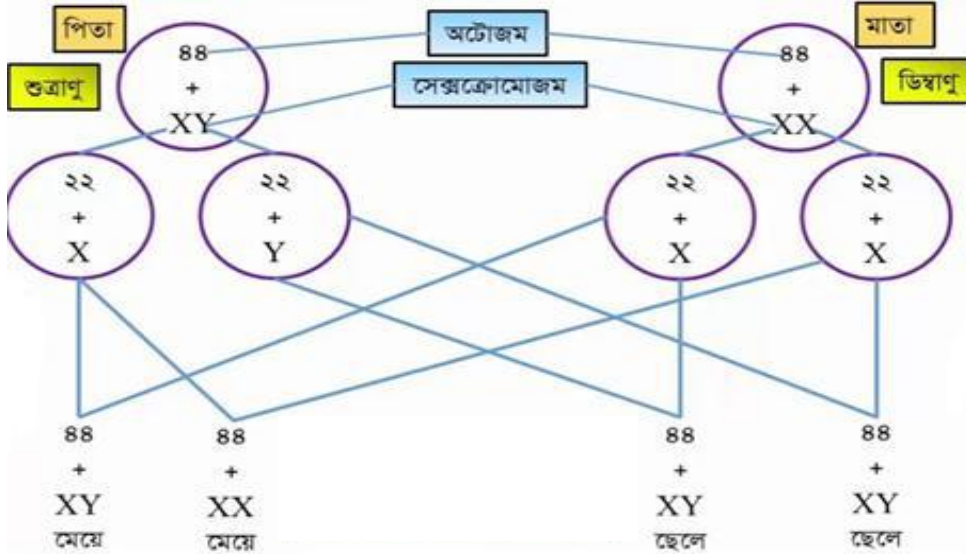 পিতা
মাতা
অটোজম
৪৪
+
XY
৪৪
+
XX
শুত্রাণু
সেক্সক্রোমোজম
ডিম্বাণু
২২
+
X
২২
+
Y
২২
+
X
২২
+
X
৪৪
+
XY
মেয়ে
৪৪
+
XX
মেয়ে
৪৪
+
XY
ছেলে
৪৪
+
XY
ছেলে